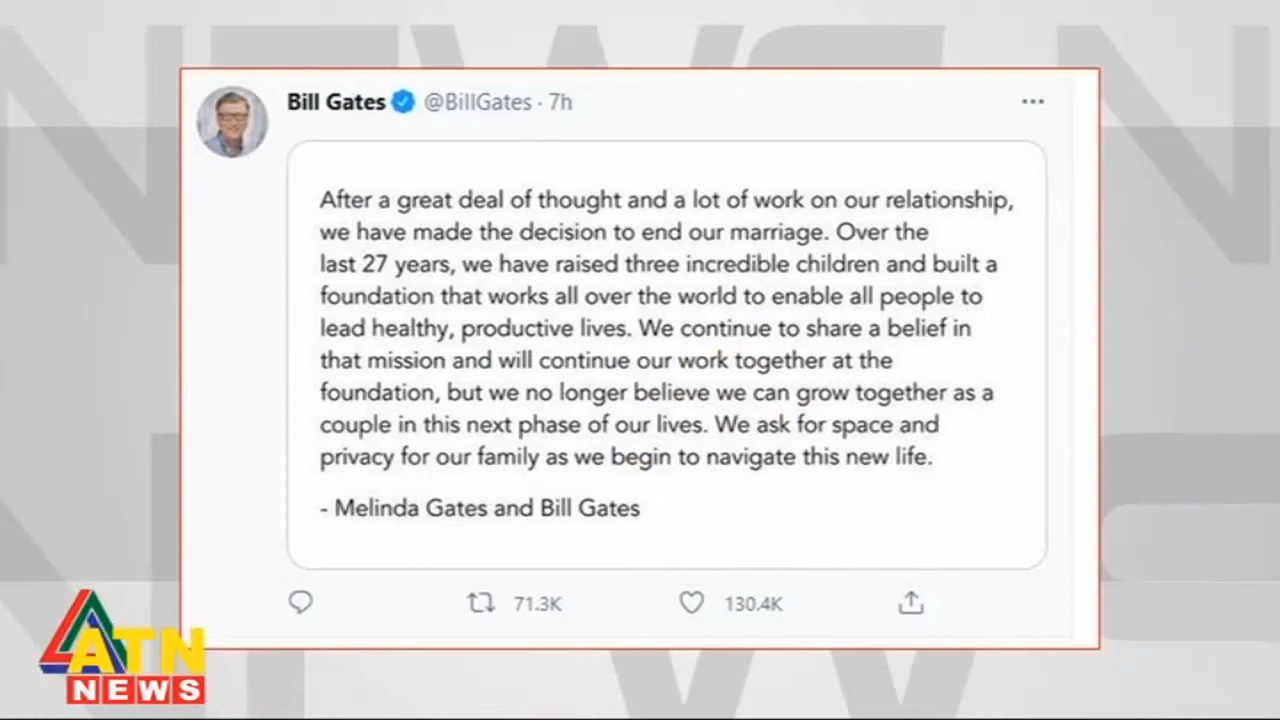 Bill Gates @BillGates · 7h
After a great deal of thought and a lot of work on our relationship,
we have made the decision to end our marriage. Over the
last 27 years, we have raised three incredible children and built a
foundation that works all over the world to enable all people to
lead healthy, productive lives. We continue to share a belief in
that mission and will continue our work together at the
foundation, but we no longer believe we can grow together as a
couple in this next phase of our lives. We ask for space and
privacy for our family as we begin to navigate this new life.
- Melinda Gates and Bill Gates
71.3K 130.4K
ATN
NEWS